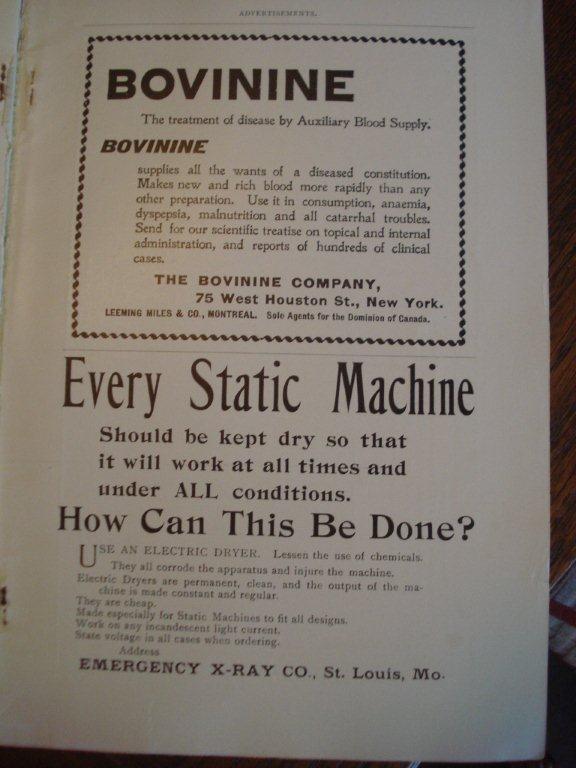 ADVERTISEMENTS.
BOVININE
The treatment of disease by Auxiliary Blood Supply.
BOVININE
supplies all the wants of a diseased constitution.
Makes new and rich blood more rapidly than any
other preparation. Use it in consumption, anaemia,
dyspepsia, malnutrition and all catarrhal troubles.
Send for our scientific treatise on topical and internal
administration, and reports of hundreds of clinical
cases.
THE BOVININE COMPANY,
75 West Houston St., New York.
LEEMING MILES & CO., MONTREAL. Sole Agents for the Dominion of Canada.
Every Static Machine
Should be kept dry so that
it will work at all times and
under ALL conditions.
How Can This Be Done?
USE AN ELECTRIC DRYER. Lessen the use of chemicals.
They all corrode the apparatus and injure the machine.
Electric Dryers are permanent, clean, and the output of the ma-
chine is made constant and regular.
They are cheap.
Made especially for Static Machines to fit all designs.
Work on any incandescent light current.
State voltage in all cases when ordering.
Address
EMERGENCY X-RAY CO., St. Louis, Mo.